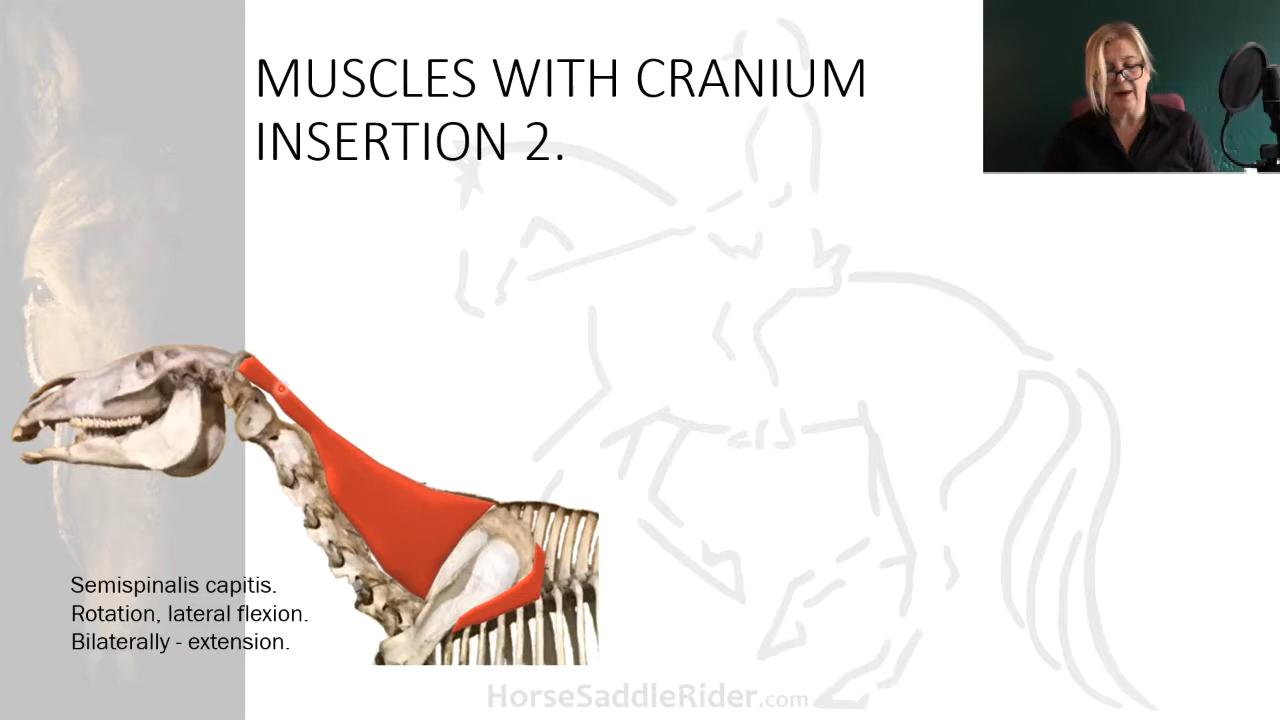 MUSCLES WITH CRANIUM
INSERTION 2.
Semispinalis capitis.
Rotation, lateral flexion.
Bilaterally - extension.
HorseSaddleRider.com